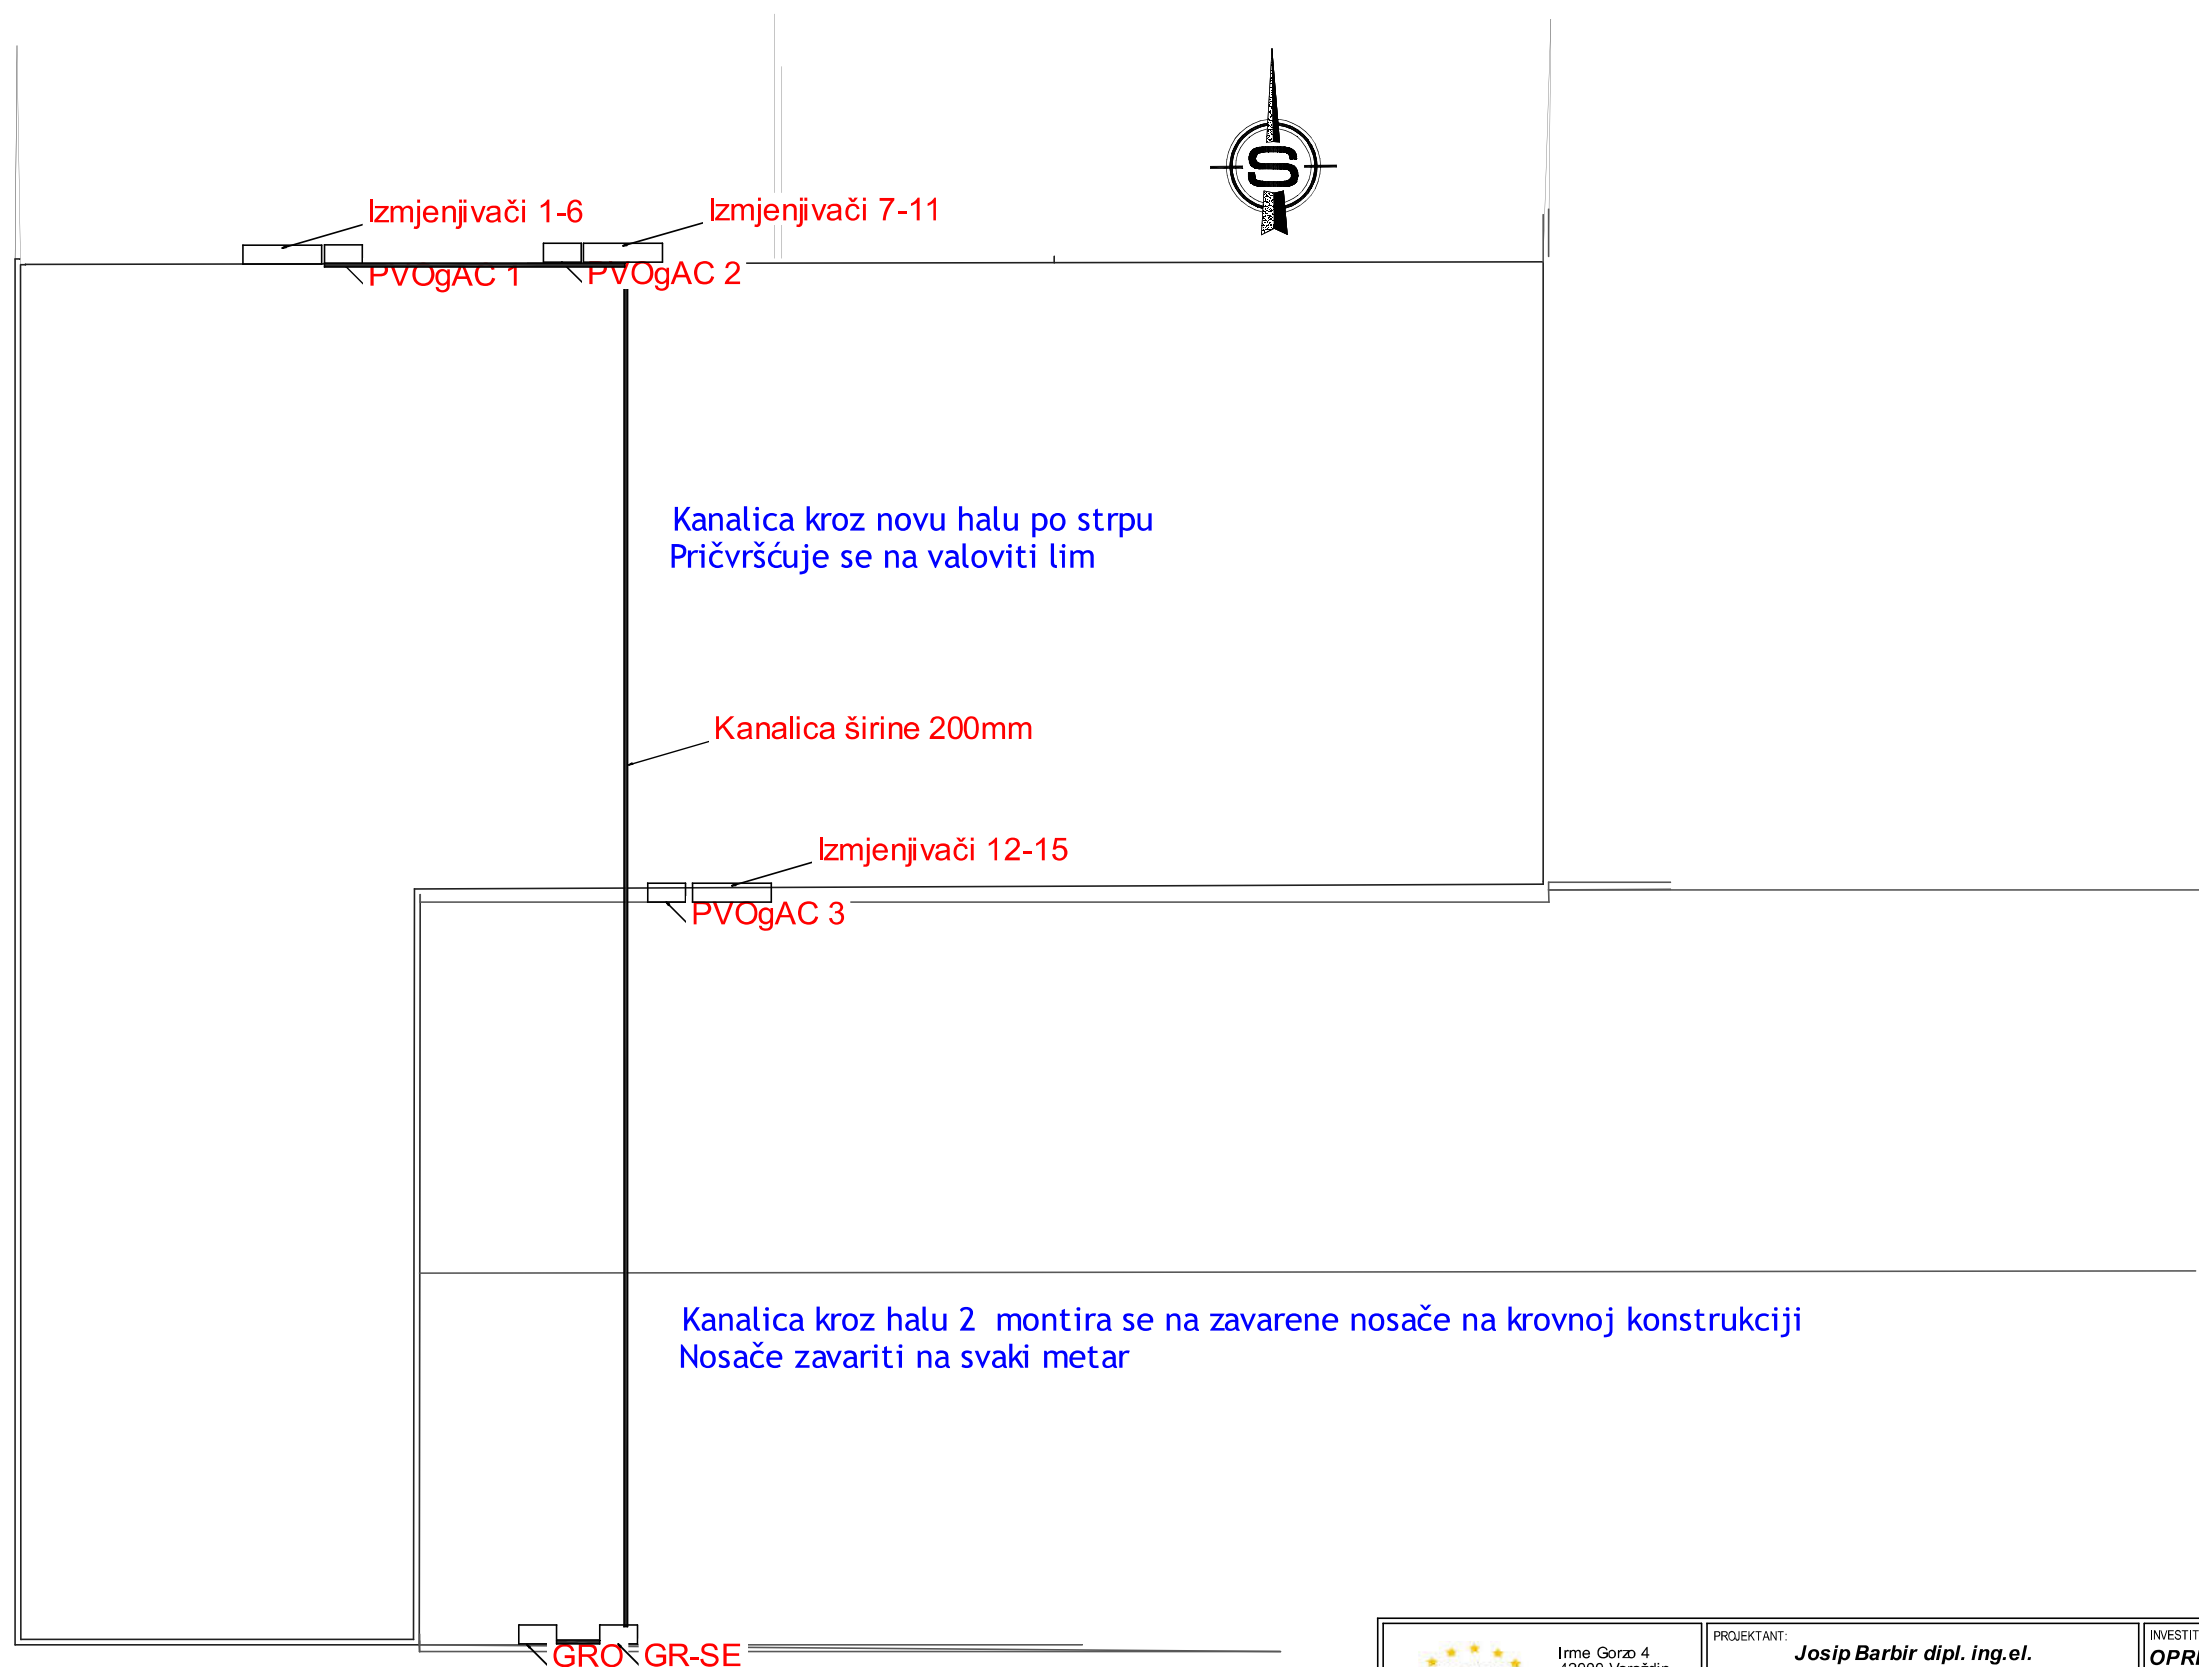 S
Izmjenjivači 1-6
Izmjenjivači 7-11
PVOgAC 1
PVOgAC 2
Kanalica kroz novu halu po strpu
Pričvršćuje se na valoviti lim
Kanalica širine 200mm
Izmjenjivači 12-15
PVOgAC 3
Kanalica kroz halu 2 montira se na zavarene nosače na krovnoj konstrukciji
Nosače zavariti na svaki metar
GRO
GR-SE
Irme Gorzo 4
PROJEKTANT:
Josip Barbir dipl. ing.el.